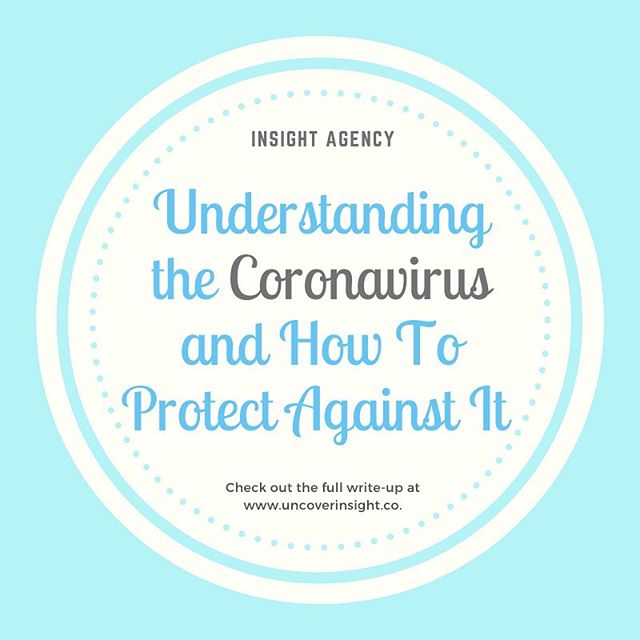 INSIGHT AGENCY
Understanding
the Coronavirus
and How To
Protect Against It
Check out the full write-up at
www.uncoverinsight.co.